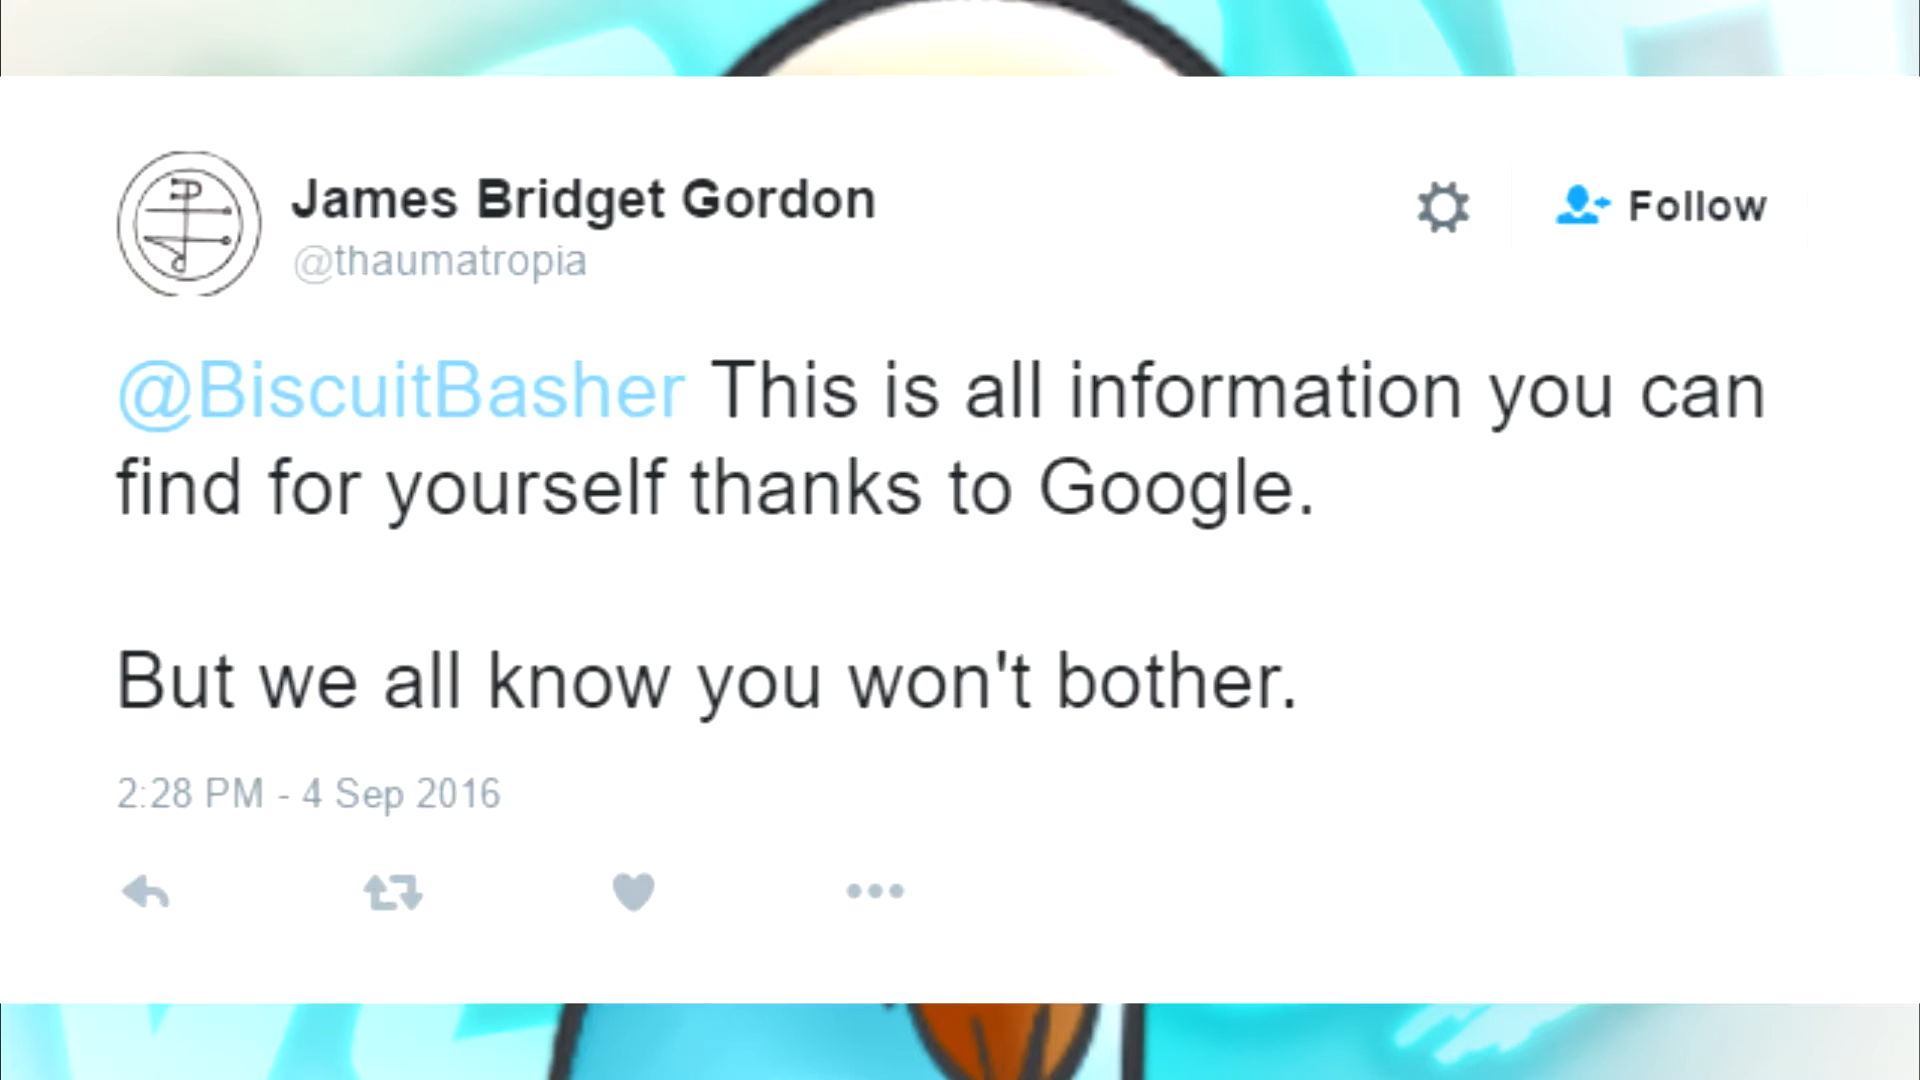 James Bridget Gordon
@thaumatropia
Follow
@BiscuitBasher This is all information you can
find for yourself thanks to Google.
But we all know you won't bother.
2:28 PM - 4 Sep 2016